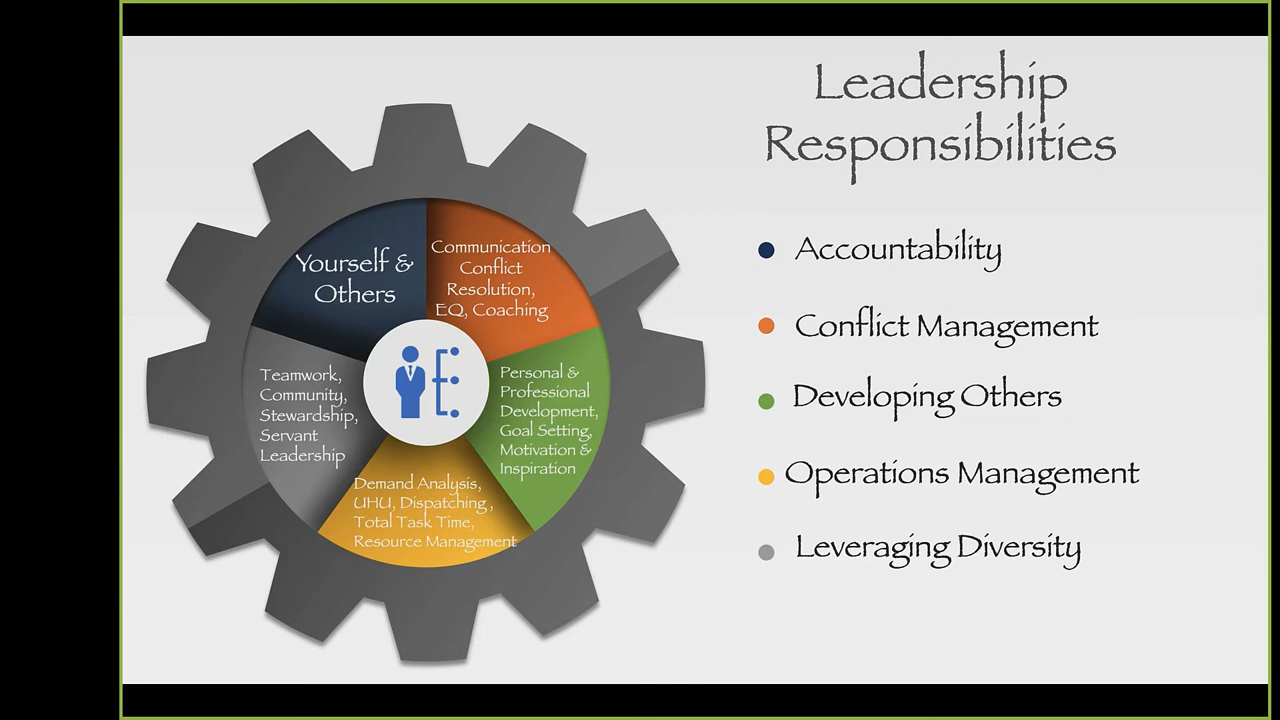 Leadership
Responsibilities
Yourself &
Others
Communication
Conflict
Resolution,
EQ, Coaching
Personal &
Professional
Development,
Goal Setting,
Motivation &
Inspiration
Demand Analysis,
UHU, Dispatching ,
Total Task Time,
Resource Management
Teamwork,
Community,
Stewardship,
Servant
Leadership
Accountability
Conflict Management
Developing Others
Operations Management
Leveraging Diversity